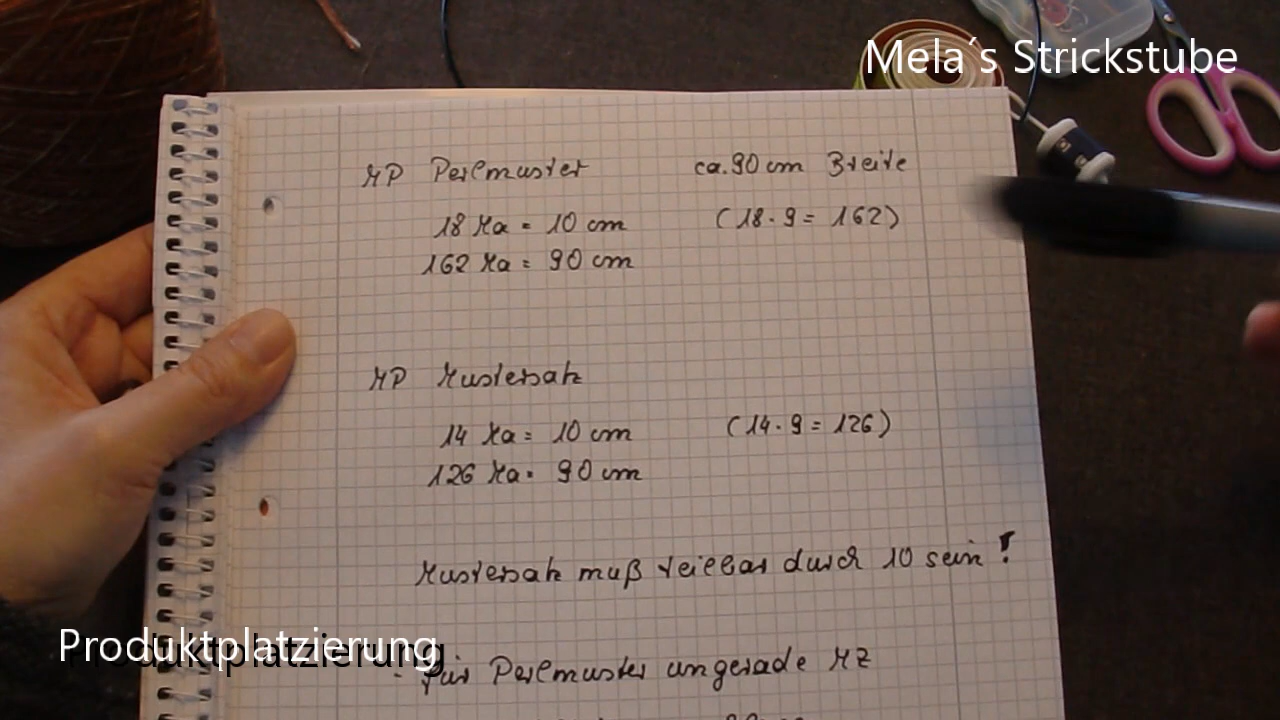 Mela´s Strickstube
MP Perlmuster ca. 90 cm Breite
18 Ma = 10 cm (18 · 9 = 162)
162 Ma = 90 cm
MP Mustersatz
14 Ma = 10 cm (14 · 9 = 126)
126 Ma = 90 cm
Mustersatz muß teilbar durch 10 sein !
Produktplatzierung
- für Perlmuster ungerade MZ